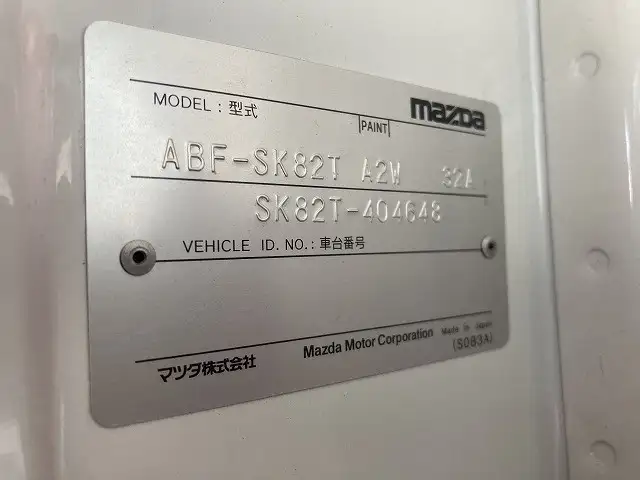 mazda
MODEL : 型式
PAINT
ABF-SK82T A2W 32A
SK82T-404648
VEHICLE ID. NO. : 車台番号
マツダ株式会社 Mazda Motor Corporation Made in Japan
(S083A)